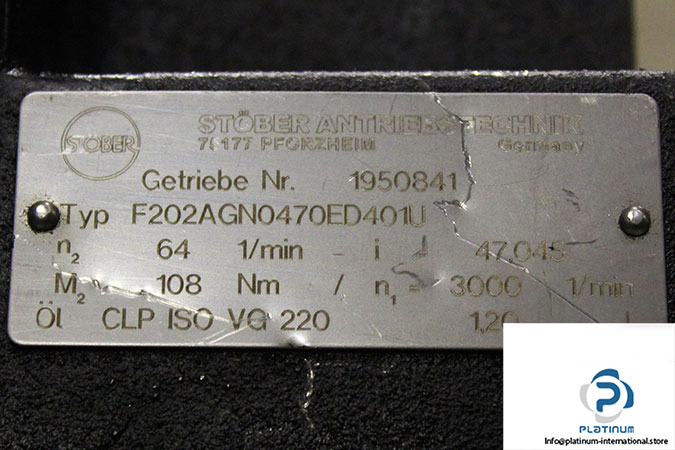 STÖBER
STÖBER ANTRIEBSTECHNIK
75177 PFORZHEIM Germany
Getriebe Nr. 1950841
Typ F202AGN0470ED401U
n₂ 64 1/min - i = 47.045
M₂ 108 Nm / n₁ = 3000 1/min
Öl CLP ISO VG 220 1,20 l
PLATINUM
Info@platinum-international.store